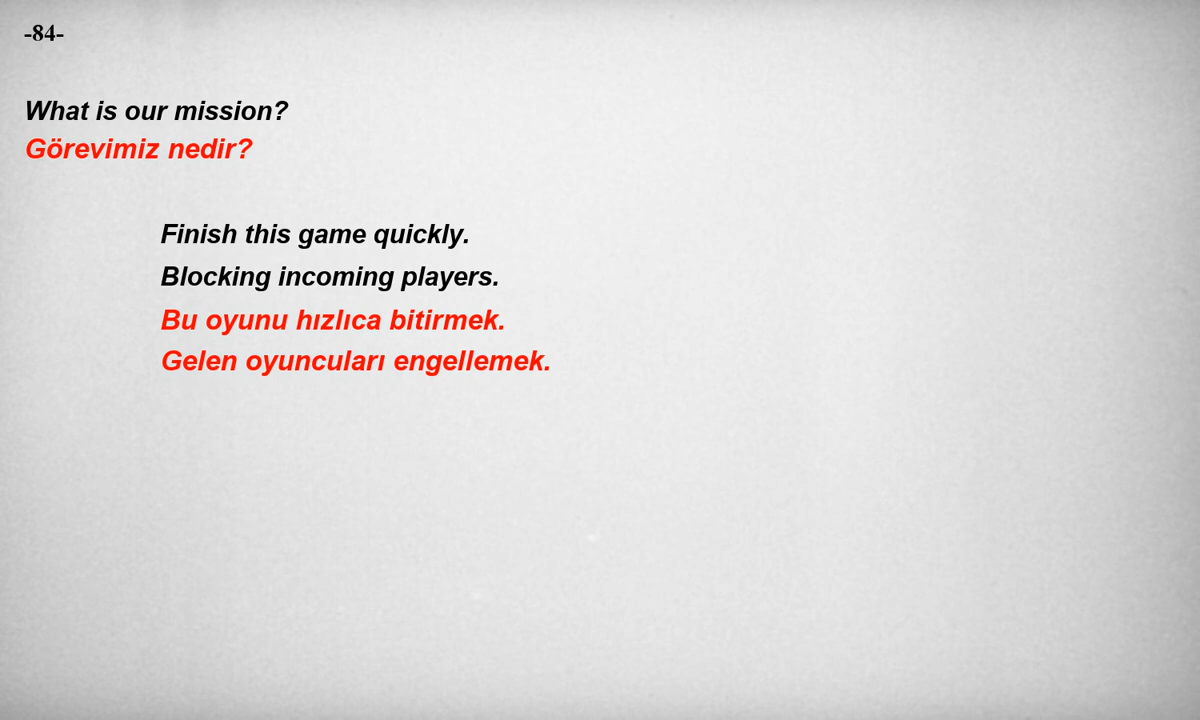 -84-
What is our mission?
Görevimiz nedir?
Finish this game quickly.
Blocking incoming players.
Bu oyunu hızlıca bitirmek.
Gelen oyuncuları engellemek.